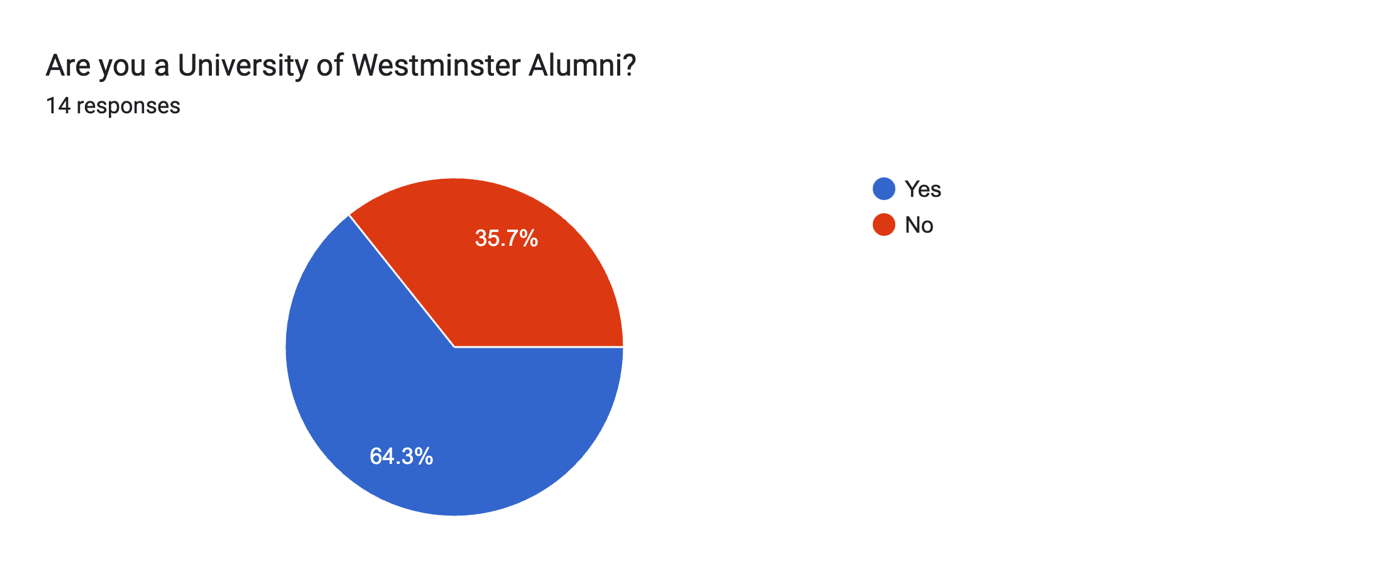 Are you a University of Westminster Alumni?
14 responses
Yes
No
35.7%
64.3%